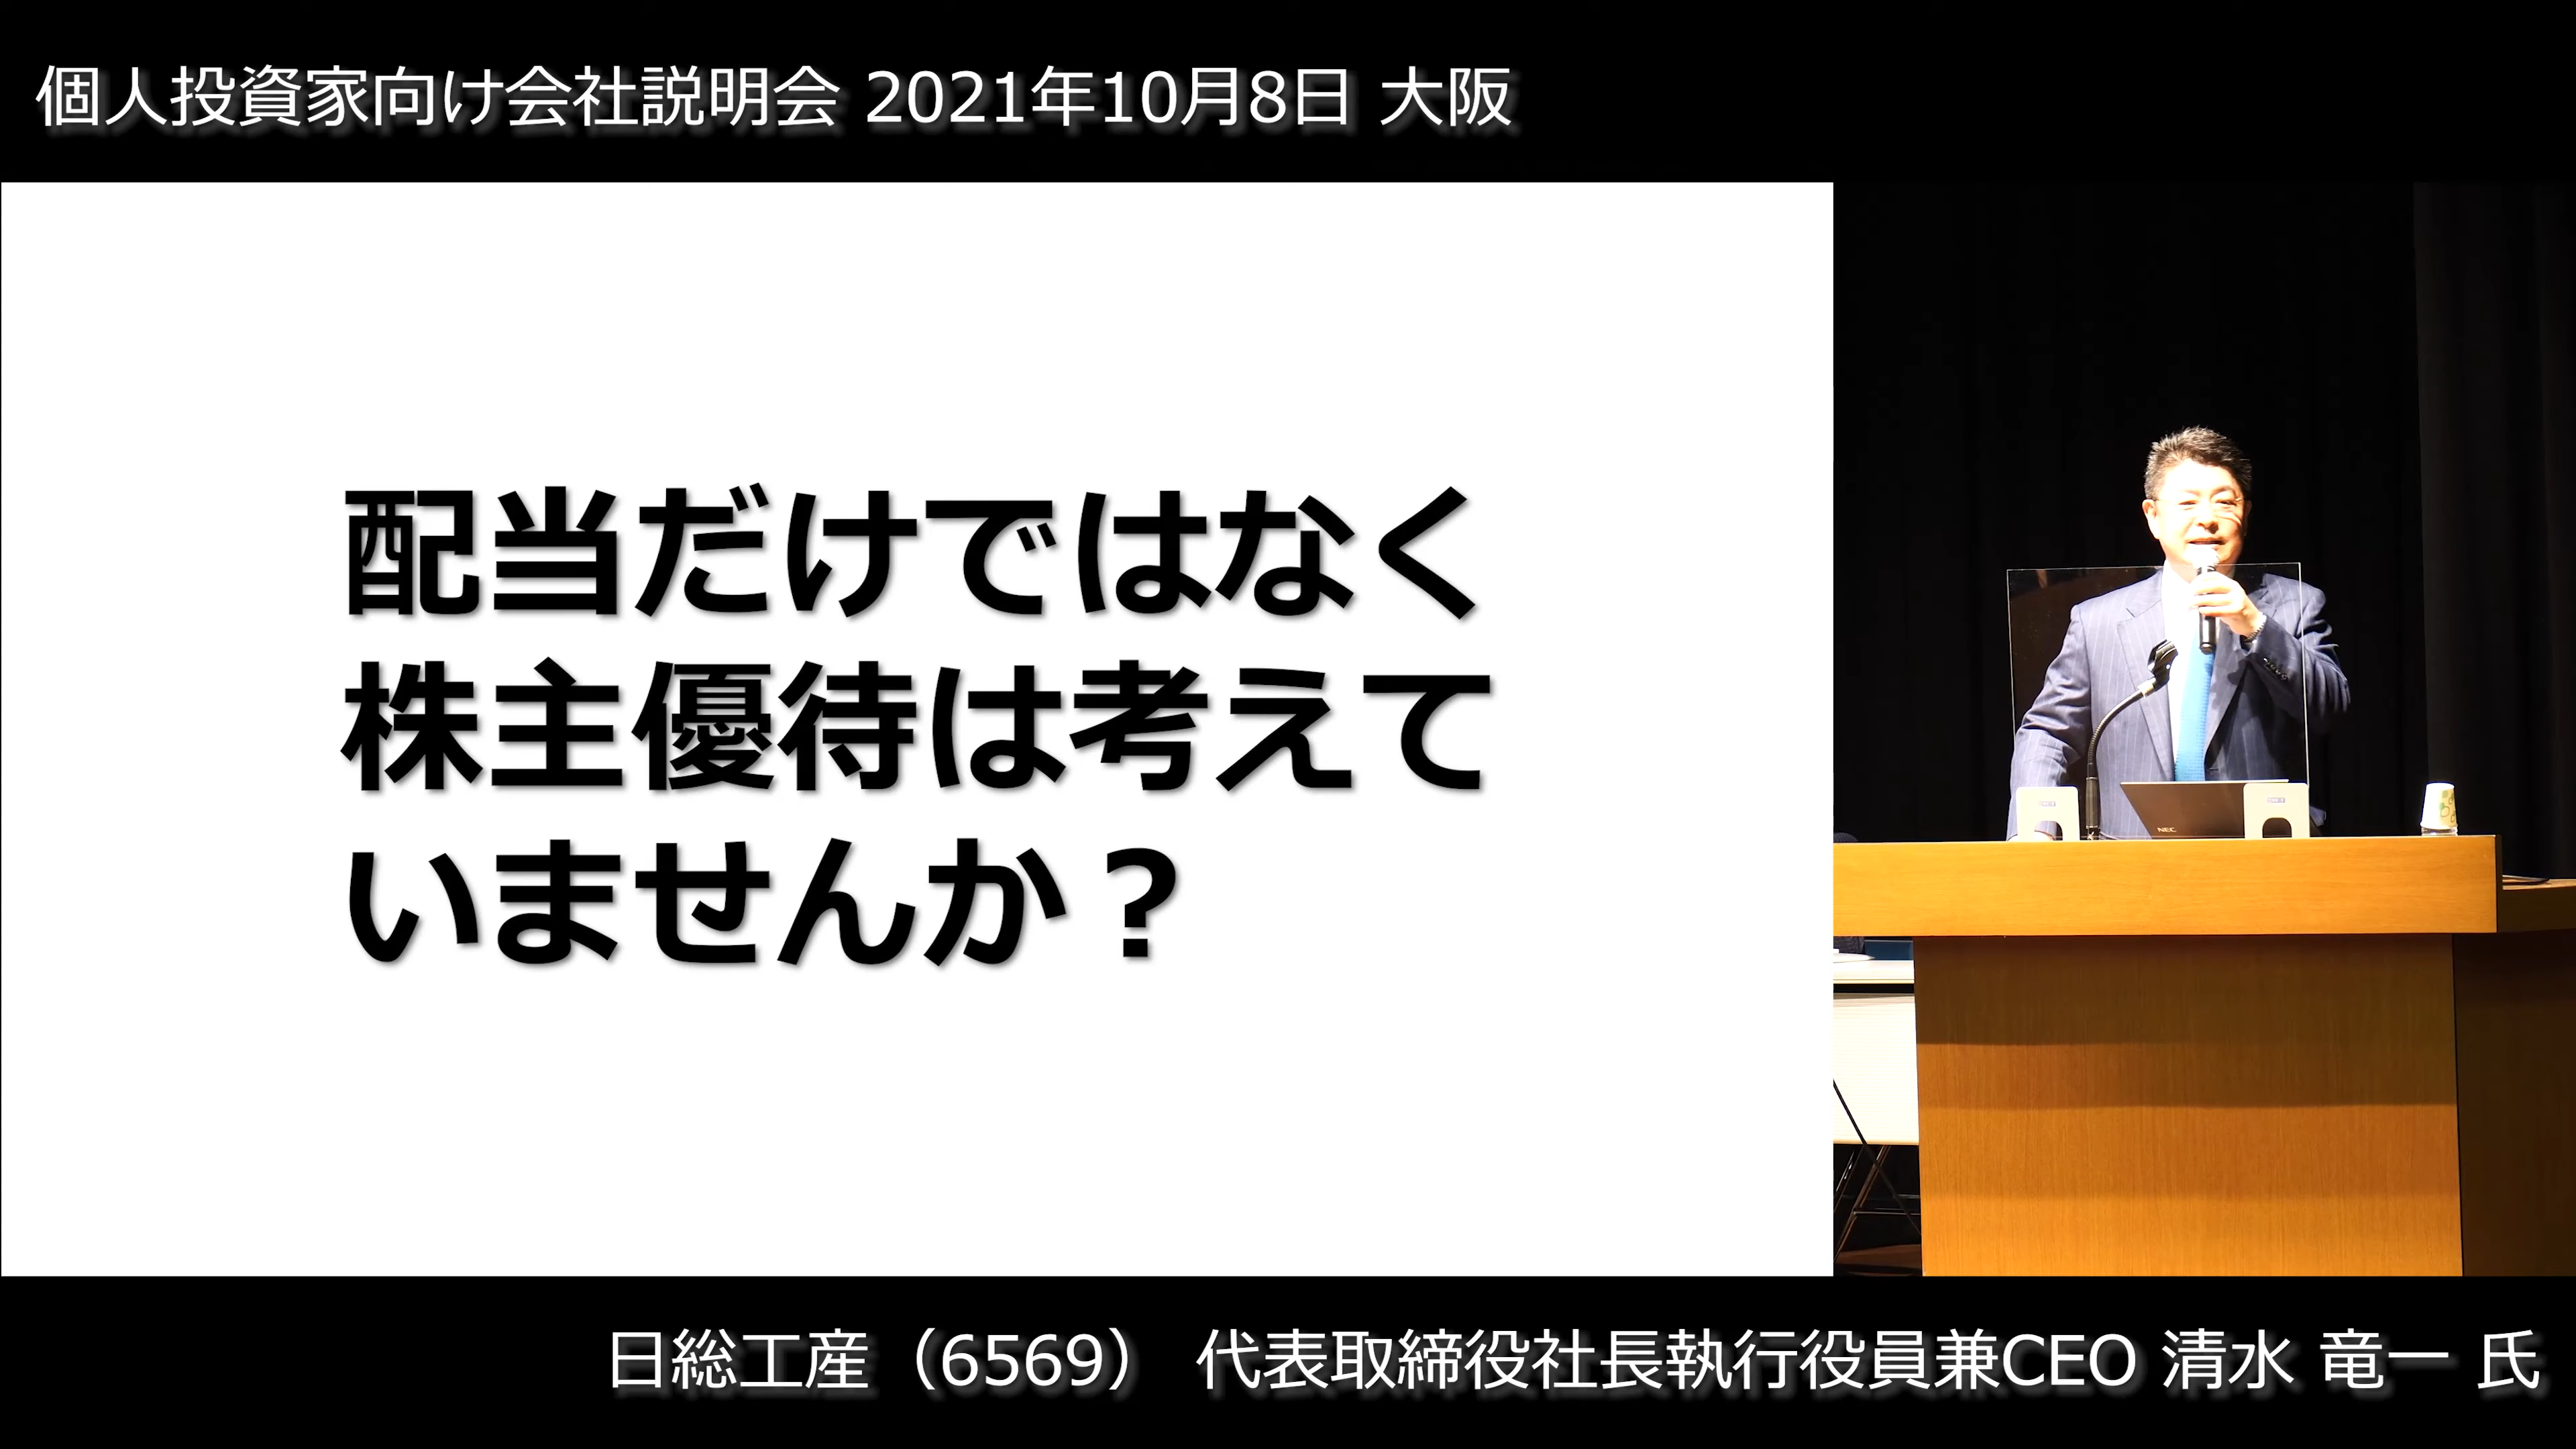 個人投資家向け会社説明会 2021年10月8日 大阪
配当だけではなく
株主優待は考えて
いませんか？
NEC
日総工産（6569） 代表取締役社長執行役員兼CEO 清水 竜一 氏